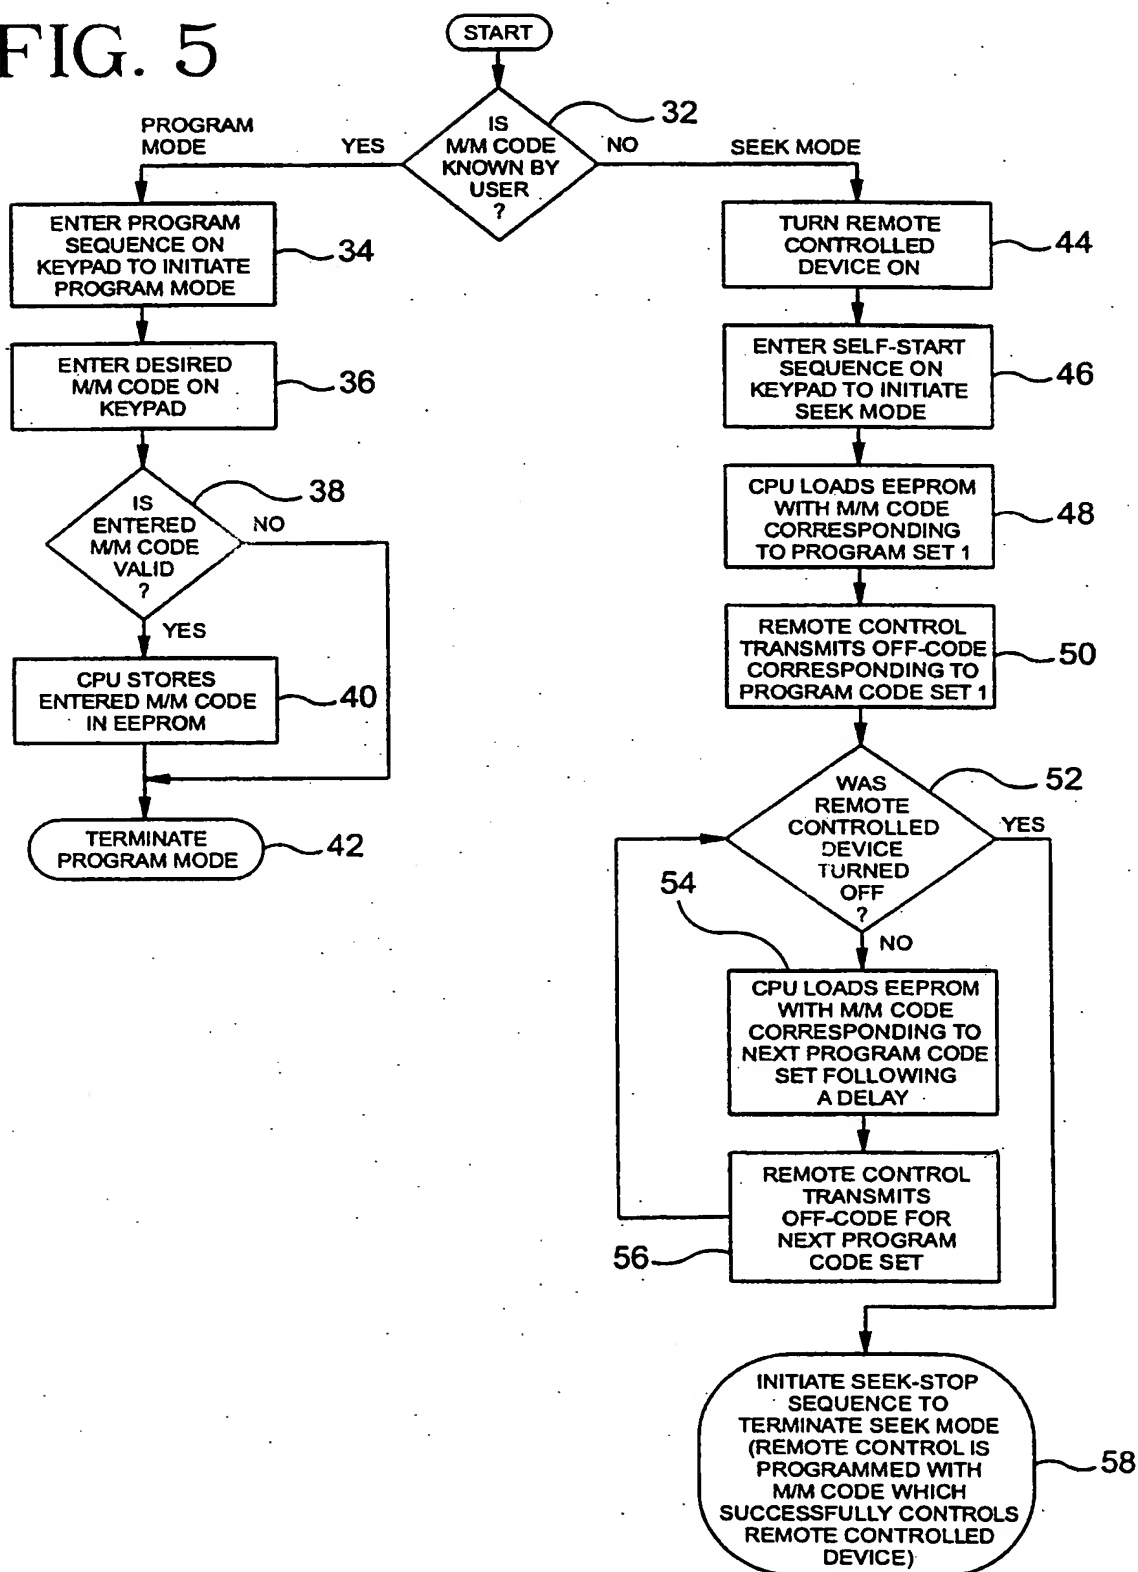 FIG. 5
START
IS
M/M CODE
KNOWN BY
USER
?
32
PROGRAM
MODE
YES
NO
SEEK MODE
ENTER PROGRAM
SEQUENCE ON
KEYPAD TO INITIATE
PROGRAM MODE
34
ENTER DESIRED
M/M CODE ON
KEYPAD
36
IS
ENTERED
M/M CODE
VALID
?
38
NO
YES
CPU STORES
ENTERED M/M CODE
IN EEPROM
40
TERMINATE
PROGRAM MODE
42
TURN REMOTE
CONTROLLED
DEVICE ON
44
ENTER SELF-START
SEQUENCE ON
KEYPAD TO INITIATE
SEEK MODE
46
CPU LOADS EEPROM
WITH M/M CODE
CORRESPONDING
TO PROGRAM SET 1
48
REMOTE CONTROL
TRANSMITS OFF-CODE
CORRESPONDING TO
PROGRAM CODE SET 1
50
WAS
REMOTE
CONTROLLED
DEVICE
TURNED
OFF
?
52
YES
NO
54
CPU LOADS EEPROM
WITH M/M CODE
CORRESPONDING TO
NEXT PROGRAM CODE
SET FOLLOWING
A DELAY
REMOTE CONTROL
TRANSMITS
OFF-CODE FOR
NEXT PROGRAM
CODE SET
56
INITIATE SEEK-STOP
SEQUENCE TO
TERMINATE SEEK MODE
(REMOTE CONTROL IS
PROGRAMMED WITH
M/M CODE WHICH
SUCCESSFULLY CONTROLS
REMOTE CONTROLLED
DEVICE)
58